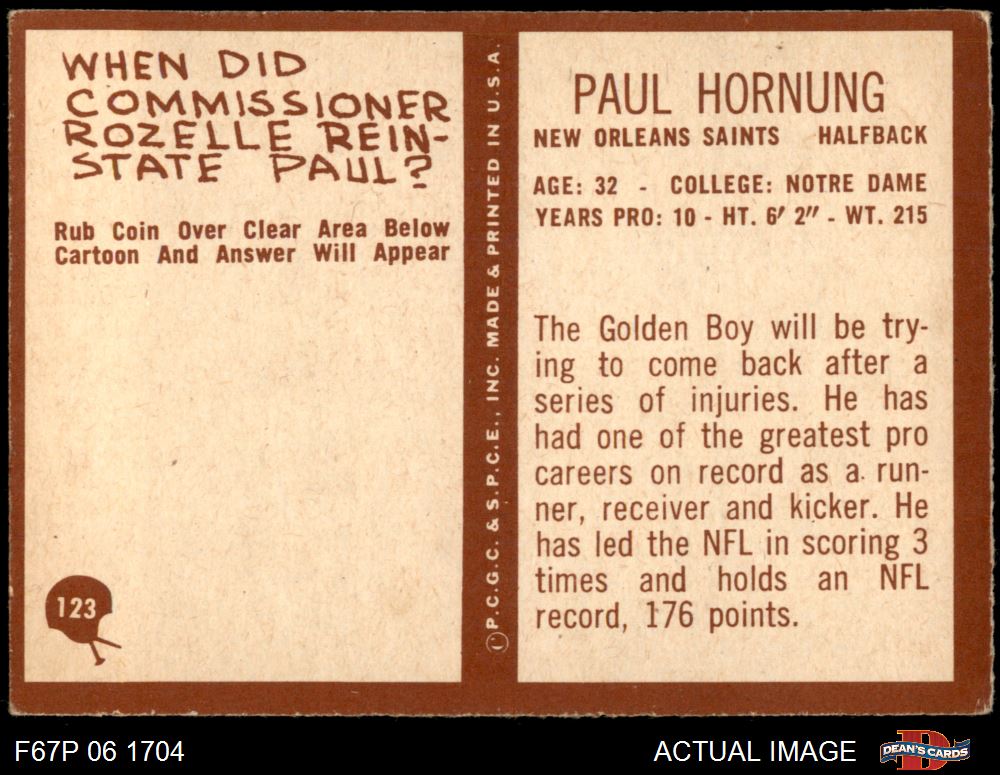 WHEN DID
COMMISSIONER
ROZELLE REIN-
STATE PAUL?
Rub Coin Over Clear Area Below
Cartoon And Answer Will Appear
123
©P.C.G.C. & S.P.C.E., INC. MADE & PRINTED IN U.S.A.
PAUL HORNUNG
NEW ORLEANS SAINTS HALFBACK
AGE: 32 - COLLEGE: NOTRE DAME
YEARS PRO: 10 - HT. 6' 2" - WT. 215
The Golden Boy will be try-
ing to come back after a
series of injuries. He has
had one of the greatest pro
careers on record as a run-
ner, receiver and kicker. He
has led the NFL in scoring 3
times and holds an NFL
record, 176 points.
F67P 06 1704
ACTUAL IMAGE
DEAN'S CARDS